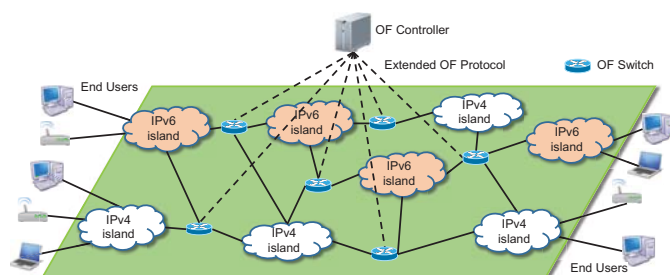 OF Controller
Extended OF Protocol
OF Switch
End Users
IPv6
island
IPv6
island
IPv4
island
IPv6
island
IPv6
island
IPv4
island
IPv4
island
IPv4
island
End Users